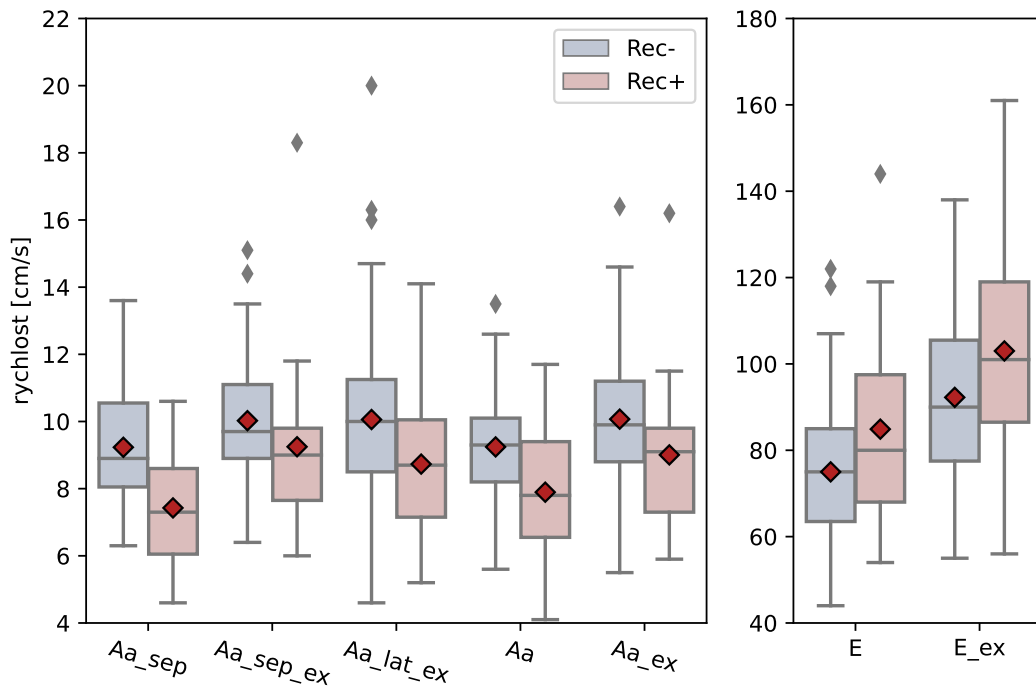 22
20
18
16
14
12
10
8
6
4
rychlost [cm/s]
Rec-
Rec+
Aa_sep
Aa_sep_ex
Aa_lat_ex
Aa
Aa_ex
180
160
140
120
100
80
60
40
E
E_ex